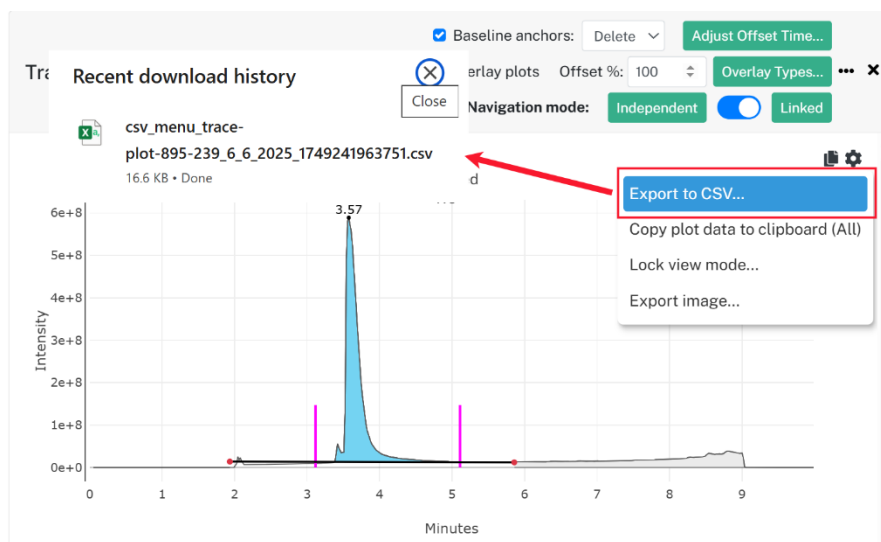 Baseline anchors: Delete Adjust Offset Time...
Recent download history
erlay plots Offset %: 100 Overlay Types...
Close
Navigation mode: Independent Linked
csv_menu_trace-
plot-895-239_6_6_2025_1749241963751.csv
16.6 KB • Done
Export to CSV...
Copy plot data to clipboard (All)
Lock view mode...
Export image...
3.57
6e+8
5e+8
4e+8
3e+8
2e+8
1e+8
0e+0
Intensity
0 1 2 3 4 5 6 7 8 9
Minutes